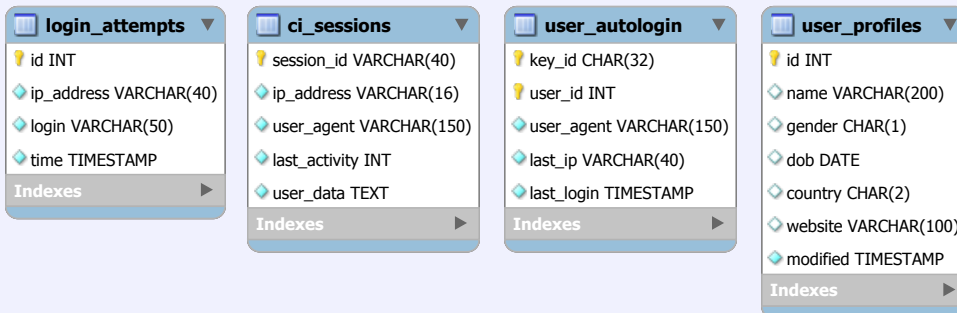 login_attempts
id INT
ip_address VARCHAR(40)
login VARCHAR(50)
time TIMESTAMP
Indexes
ci_sessions
session_id VARCHAR(40)
ip_address VARCHAR(16)
user_agent VARCHAR(150)
last_activity INT
user_data TEXT
Indexes
user_autologin
key_id CHAR(32)
user_id INT
user_agent VARCHAR(150)
last_ip VARCHAR(40)
last_login TIMESTAMP
Indexes
user_profiles
id INT
name VARCHAR(200)
gender CHAR(1)
dob DATE
country CHAR(2)
website VARCHAR(100)
modified TIMESTAMP
Indexes